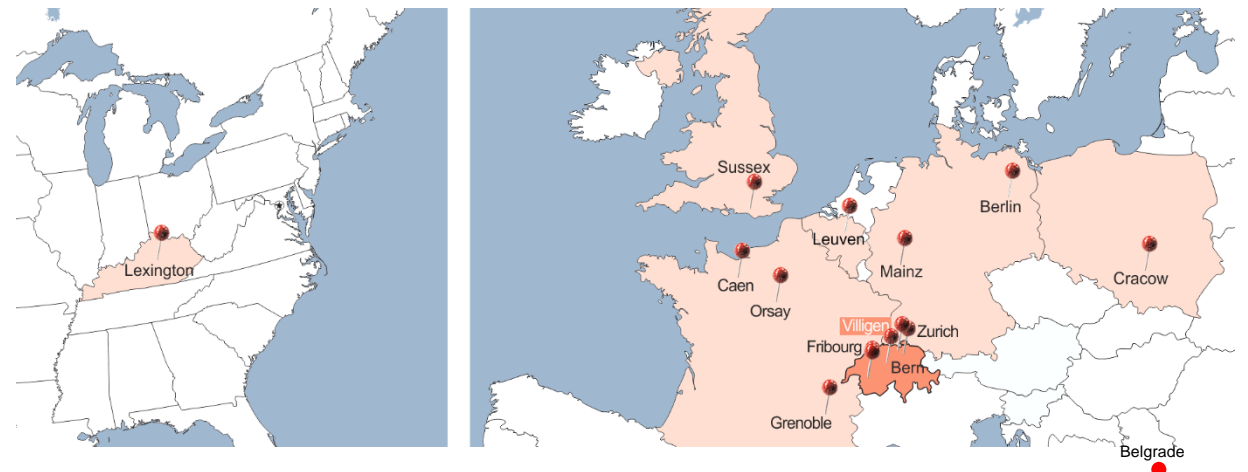 Lexington
Sussex
Berlin
Leuven
Mainz
Cracow
Caen
Orsay
Villigen
Zurich
Fribourg
Bern
Grenoble
Belgrade